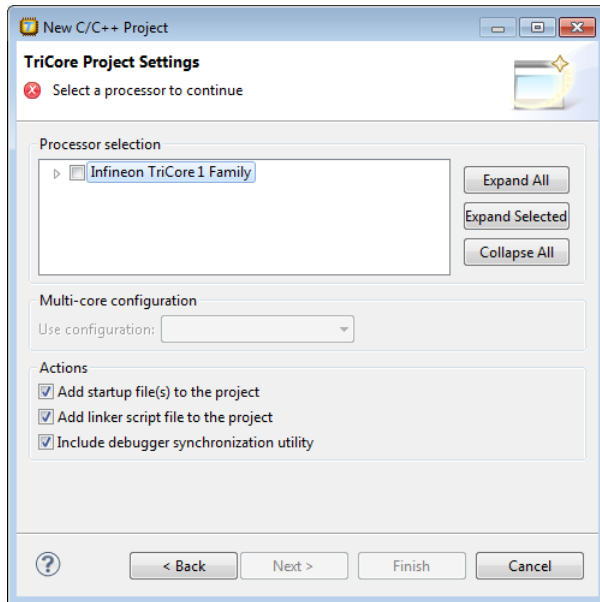 New C/C++ Project
TriCore Project Settings
Select a processor to continue
Processor selection
Infineon TriCore 1 Family
Expand All
Expand Selected
Collapse All
Multi-core configuration
Use configuration:
Actions
Add startup file(s) to the project
Add linker script file to the project
Include debugger synchronization utility
? < Back Next > Finish Cancel